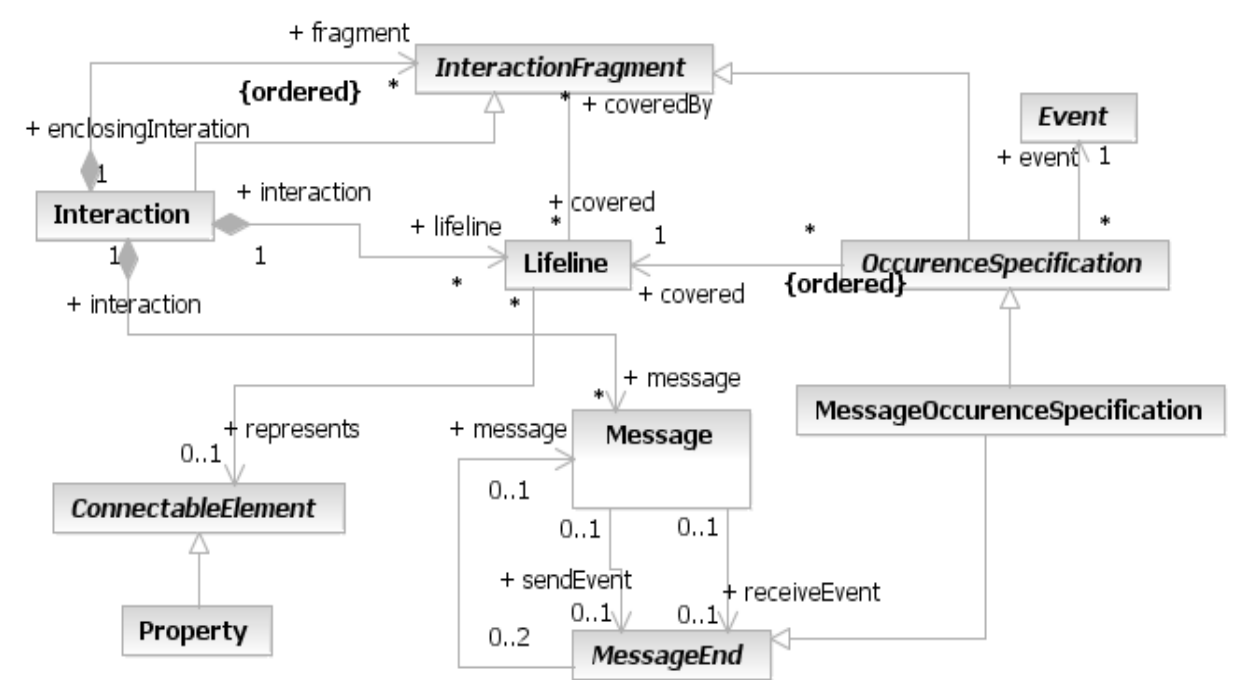 + fragment
InteractionFragment
{ordered}
*
*
+ coveredBy
Event
+ enclosingInteration
+ event
1
1
+ interaction
Interaction
+ covered
*
+ lifeline
1
*
*
1
1
Lifeline
OccurenceSpecification
*
+ covered
{ordered}
+ interaction
*
+ message
*
MessageOccurenceSpecification
+ represents
+ message
Message
0..1
0..1
ConnectableElement
0..1
0..1
+ sendEvent
+ receiveEvent
0..1
0..1
Property
0..2
MessageEnd